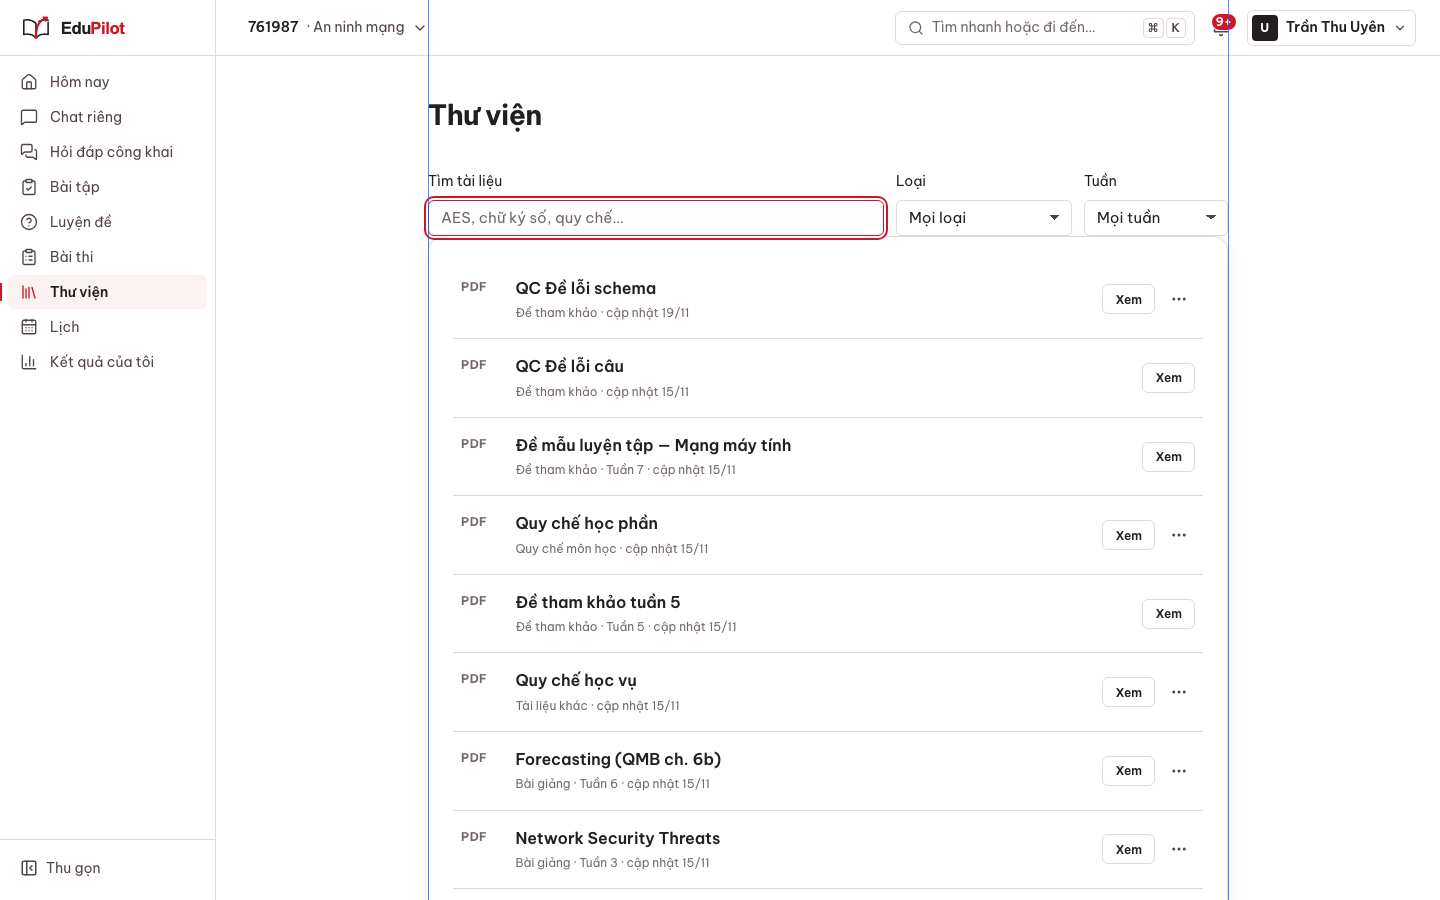 EduPilot
761987 · An ninh mạng
Tìm nhanh hoặc đi đến...
⌘ K
9+
U Trần Thu Uyên
Hôm nay
Chat riêng
Hỏi đáp công khai
Bài tập
Luyện đề
Bài thi
Thư viện
Lịch
Kết quả của tôi
Thu gọn
Thư viện
Tìm tài liệu
AES, chữ ký số, quy chế...
Loại
Mọi loại
Tuần
Mọi tuần
PDF QC Đề lỗi schema
Đề tham khảo · cập nhật 19/11
Xem
PDF QC Đề lỗi câu
Đề tham khảo · cập nhật 15/11
Xem
PDF Đề mẫu luyện tập — Mạng máy tính
Đề tham khảo · Tuần 7 · cập nhật 15/11
Xem
PDF Quy chế học phần
Quy chế môn học · cập nhật 15/11
Xem
PDF Đề tham khảo tuần 5
Đề tham khảo · Tuần 5 · cập nhật 15/11
Xem
PDF Quy chế học vụ
Tài liệu khác · cập nhật 15/11
Xem
PDF Forecasting (QMB ch. 6b)
Bài giảng · Tuần 6 · cập nhật 15/11
Xem
PDF Network Security Threats
Bài giảng · Tuần 3 · cập nhật 15/11
Xem